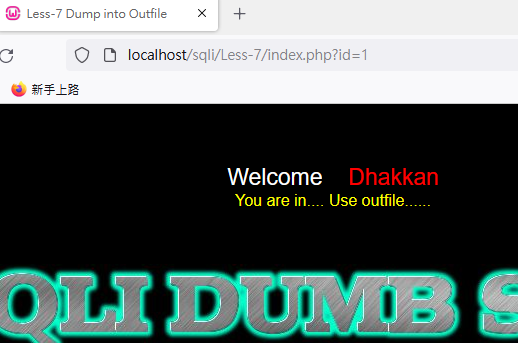 Less-7 Dump into Outfile
localhost/sqli/Less-7/index.php?id=1
新手上路
Welcome Dhakkan
You are in.... Use outfile......
QLI DUMB S